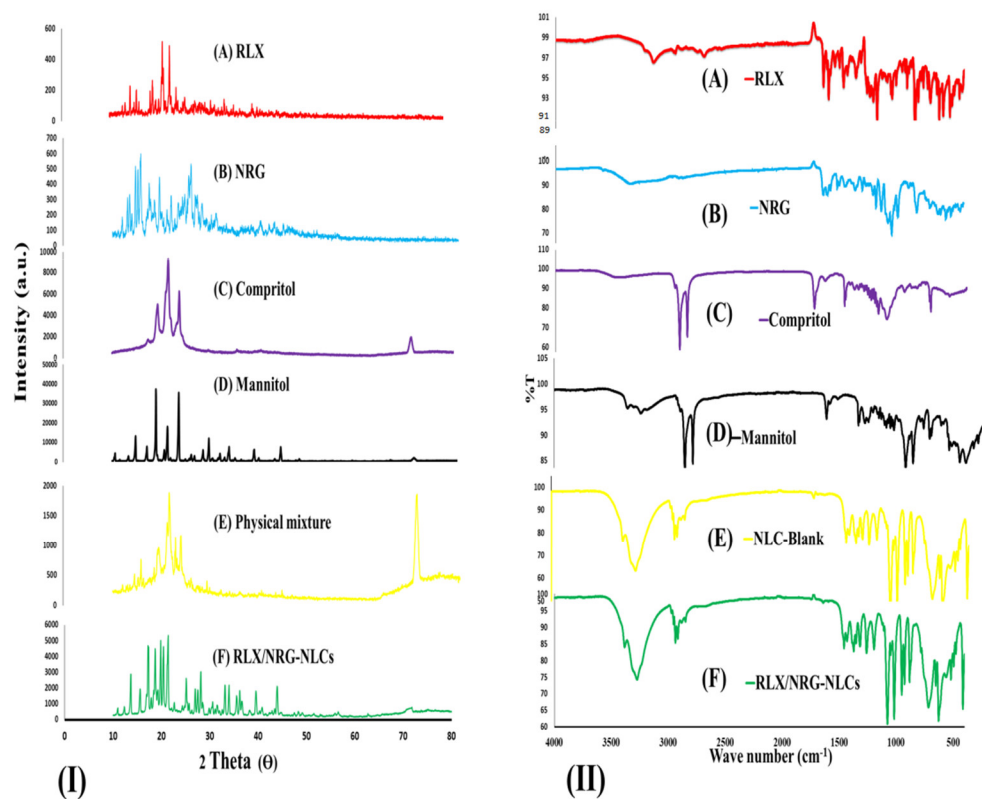 Intensity (a.u.)
600
400
200
0
(A) RLX
700
600
500
400
300
200
100
0
(B) NRG
10000
8000
6000
4000
2000
0
(C) Compritol
50000
40000
30000
20000
10000
0
(D) Mannitol
2000
1500
1000
500
0
(E) Physical mixture
6000
5000
4000
3000
2000
1000
0
(F) RLX/NRG-NLCs
0 10 20 30 40 50 60 70 80
2 Theta (Θ)
(I)
101
99
97
95
93
91
89
(A)
RLX
100
90
80
70
(B)
NRG
110
100
90
80
70
60
(C)
Compritol
%T
105
100
95
90
85
(D)
Mannitol
100
90
80
70
60
50
(E)
NLC-Blank
100
95
90
85
80
75
70
65
60
(F)
RLX/NRG-NLCs
4000 3500 3000 2500 2000 1500 1000 500
Wave number (cm-1)
(II)